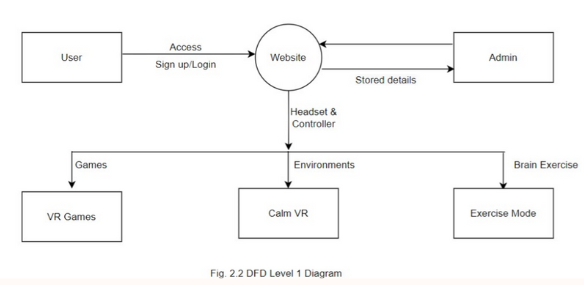 Access
User
Website
Admin
Sign up/Login
Stored details
Headset &
Controller
Games
Environments
Brain Exercise
VR Games
Calm VR
Exercise Mode
Fig. 2.2 DFD Level 1 Diagram